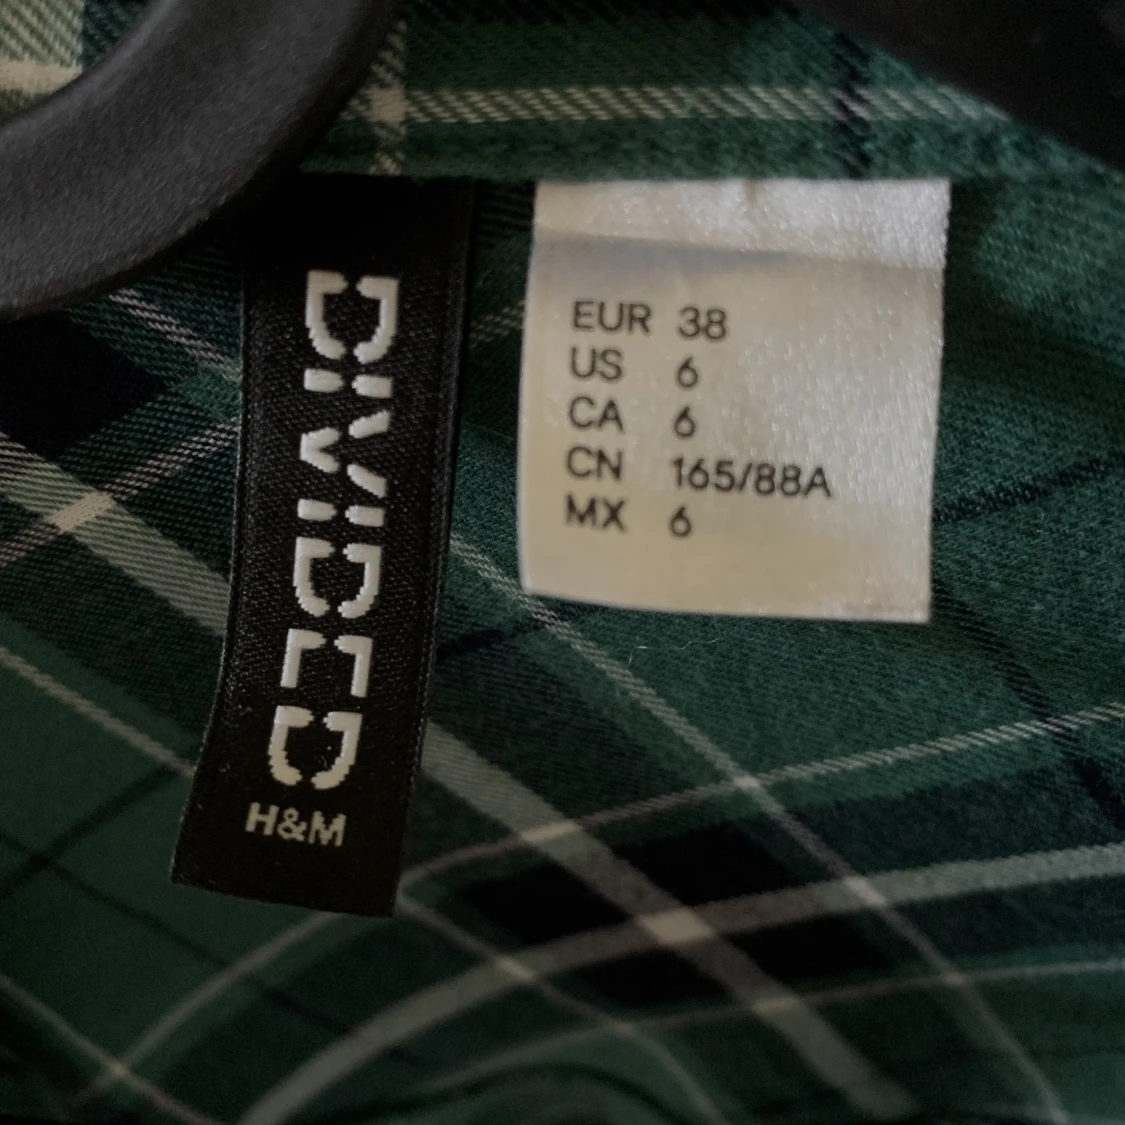 DIVIDED
H&M
EUR 38
US 6
CA 6
CN 165/88A
MX 6